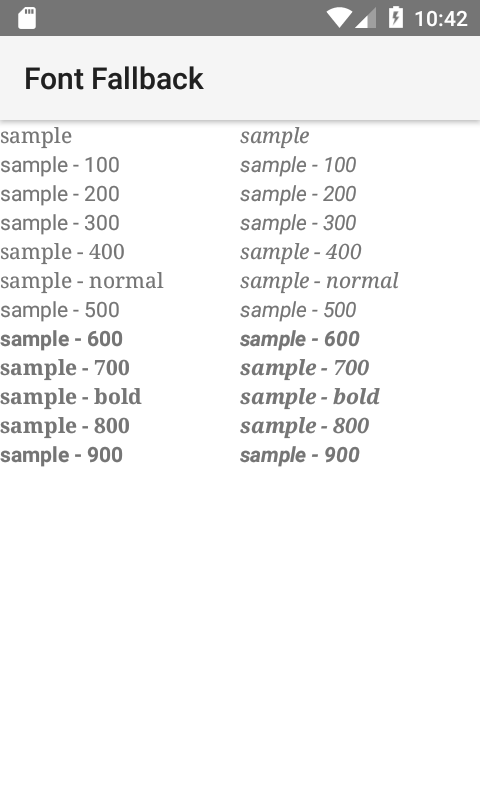 10:42
Font Fallback
sample sample
sample - 100 sample - 100
sample - 200 sample - 200
sample - 300 sample - 300
sample - 400 sample - 400
sample - normal sample - normal
sample - 500 sample - 500
sample - 600 sample - 600
sample - 700 sample - 700
sample - bold sample - bold
sample - 800 sample - 800
sample - 900 sample - 900